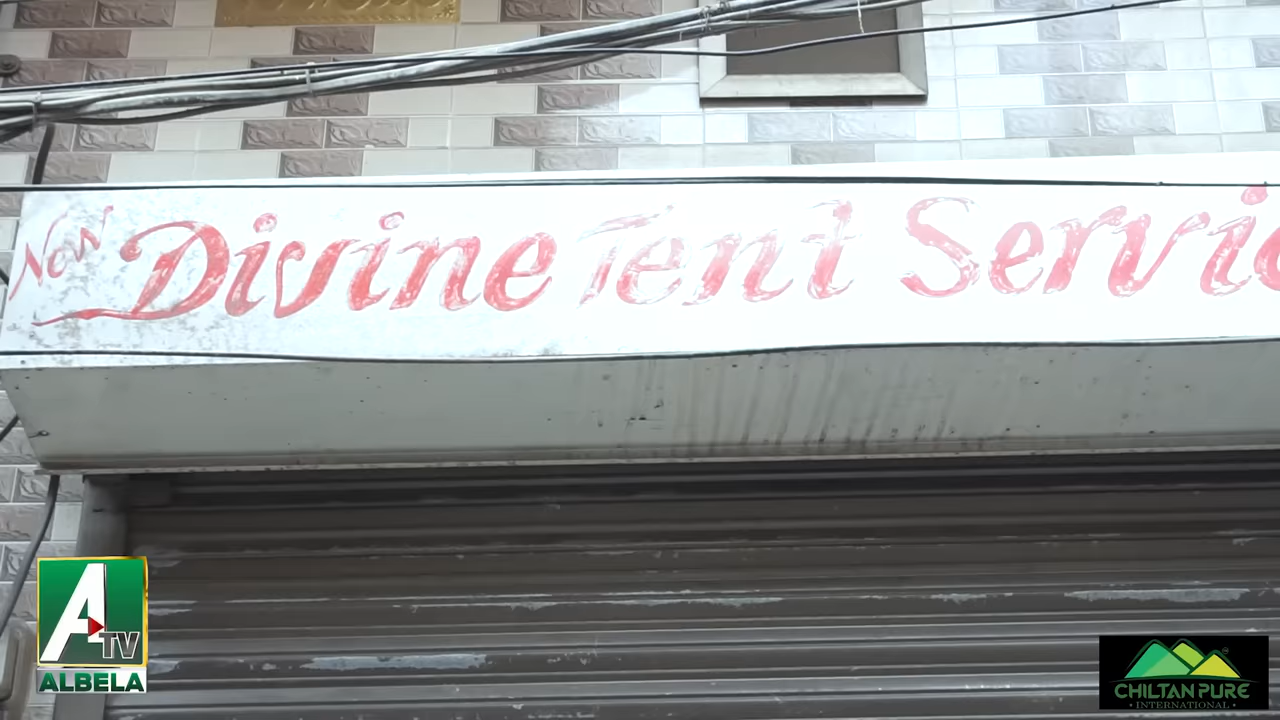 New Divine Tent Servic
A TV
ALBELA
CHILTAN PURE
INTERNATIONAL